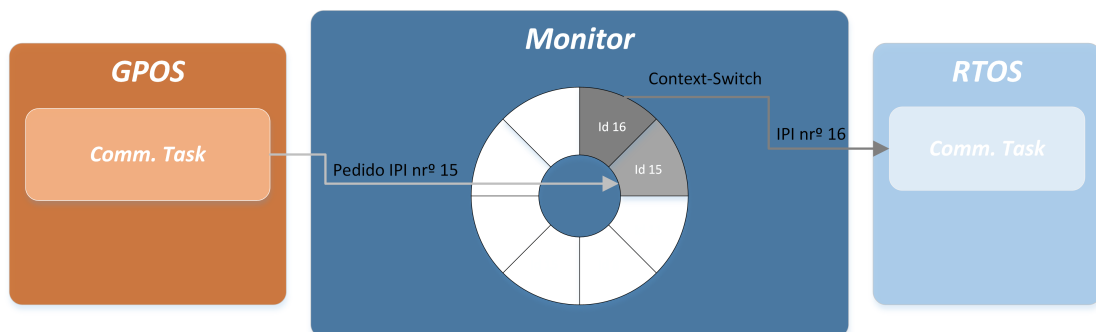 GPOS
Comm. Task
Monitor
Pedido IPI nrº 15
Id 16
Id 15
Context-Switch
IPI nrº 16
RTOS
Comm. Task